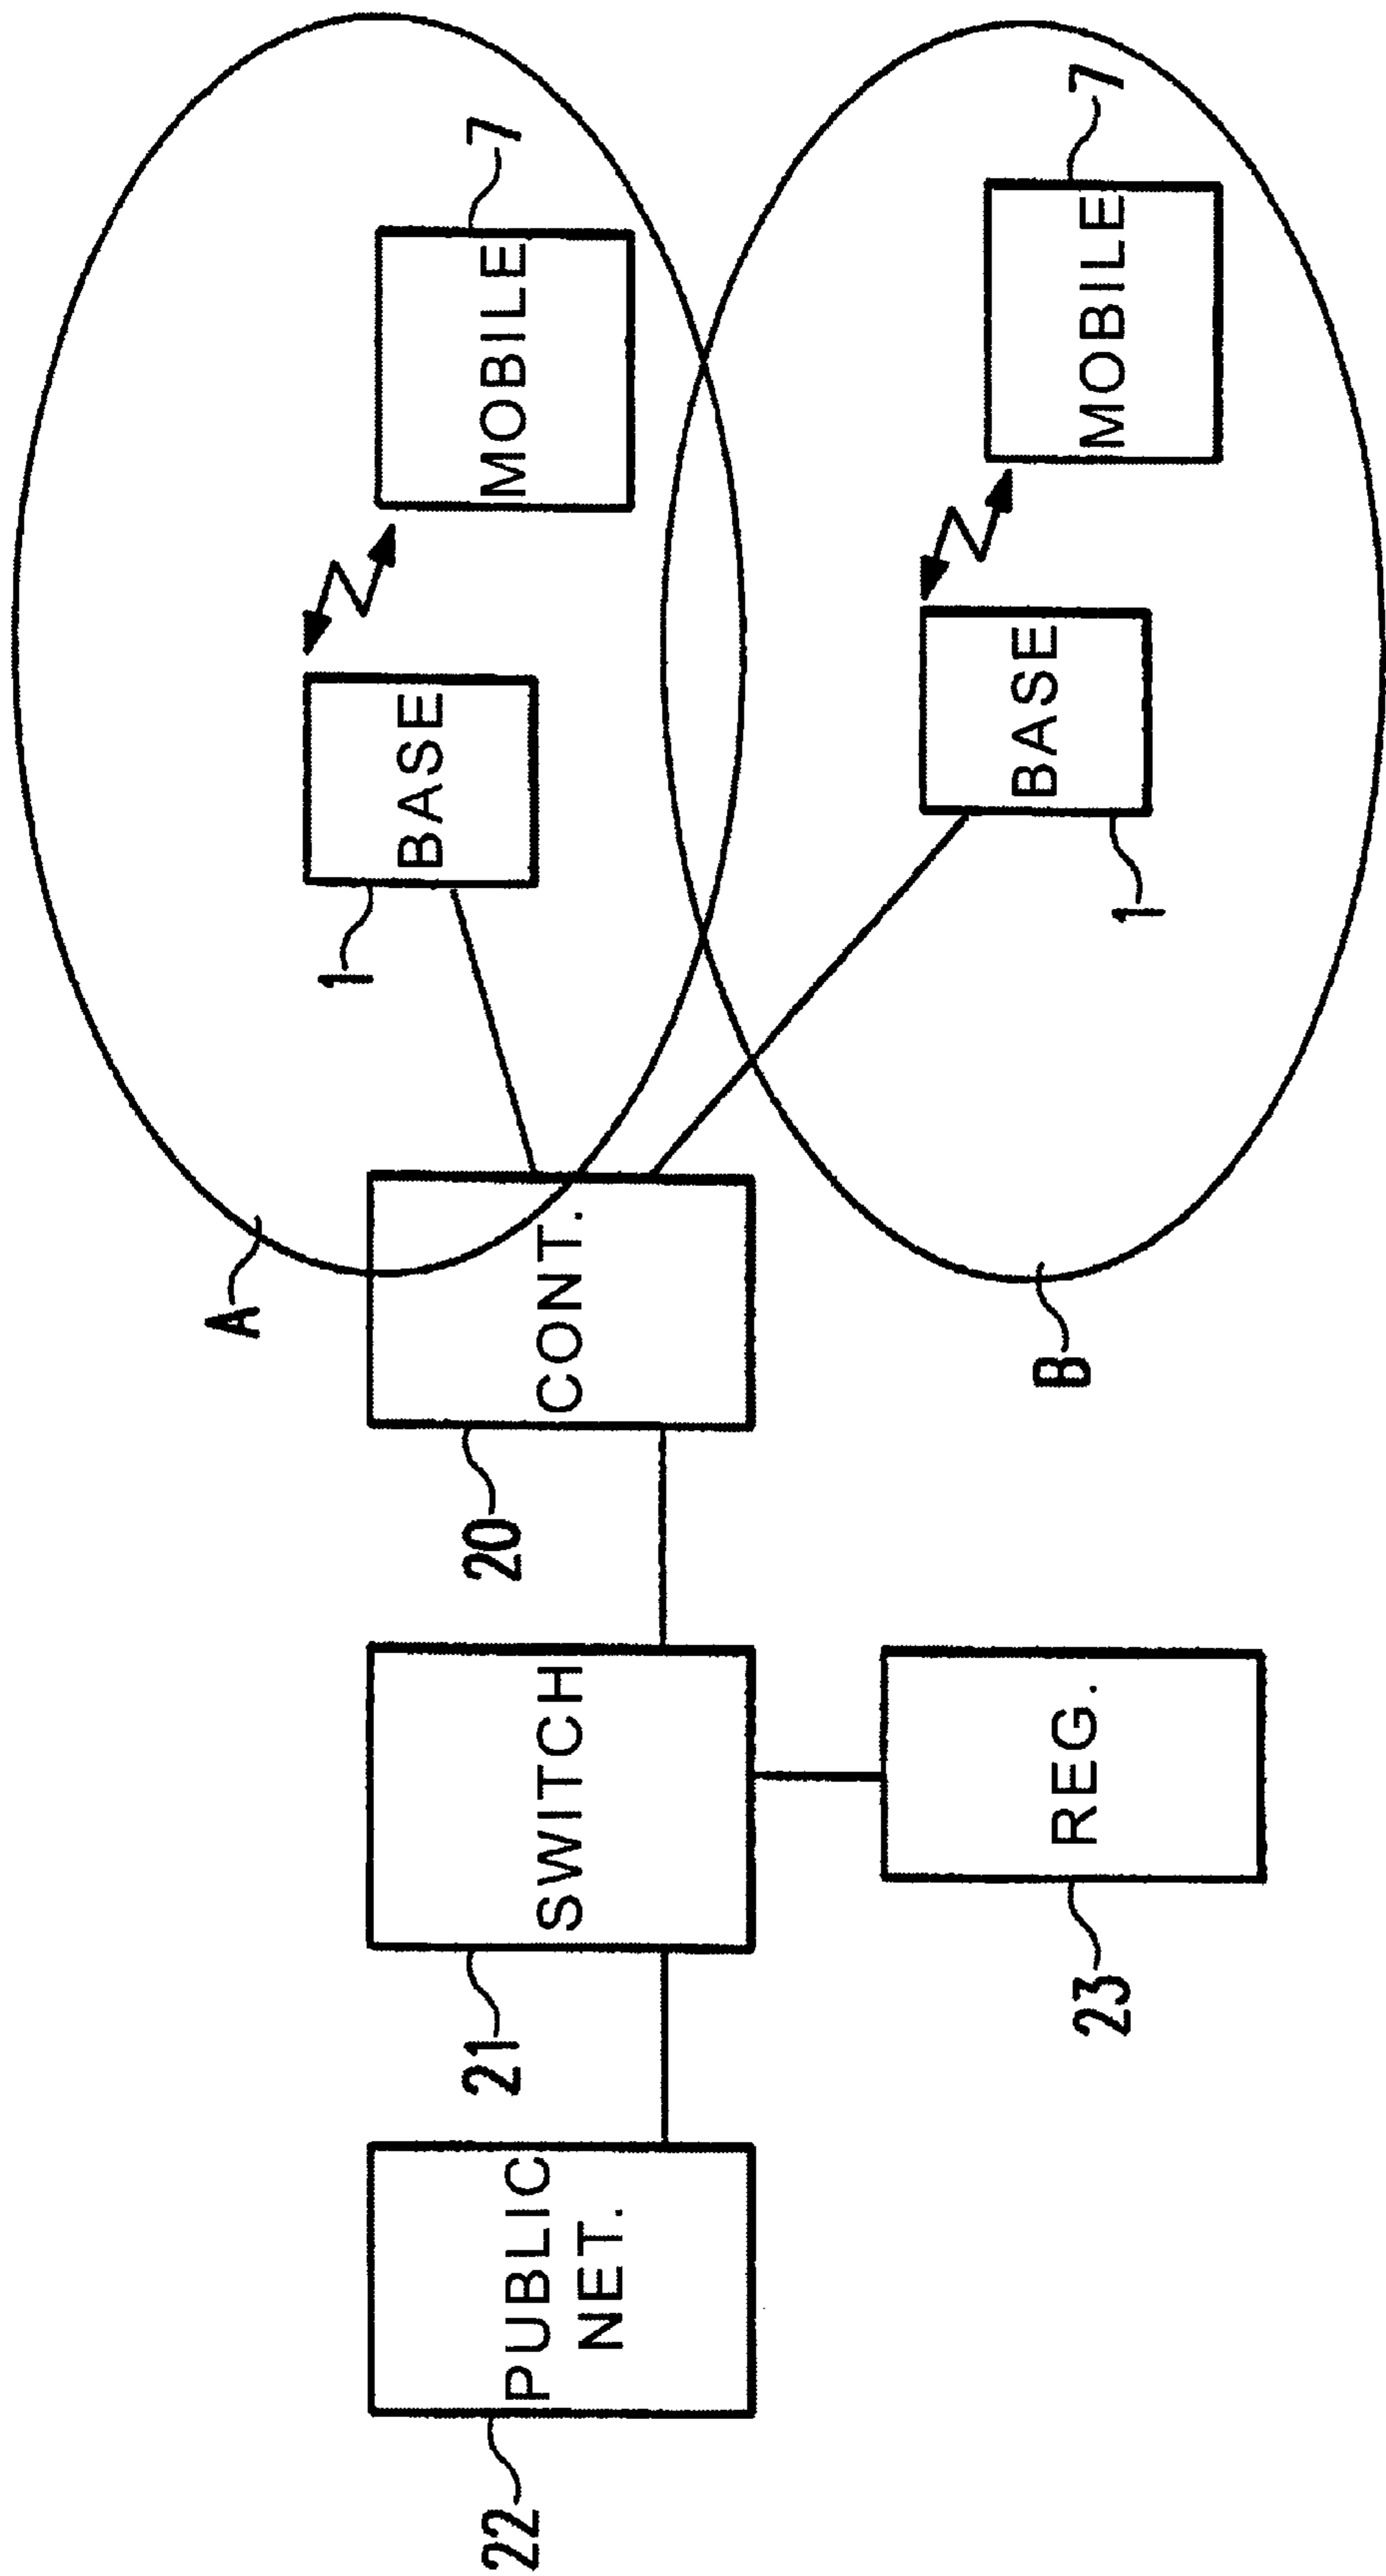 A
1
BASE
7
MOBILE
20
CONT.
21
SWITCH
22
PUBLIC
NET.
23
REG.
B
1
BASE
7
MOBILE